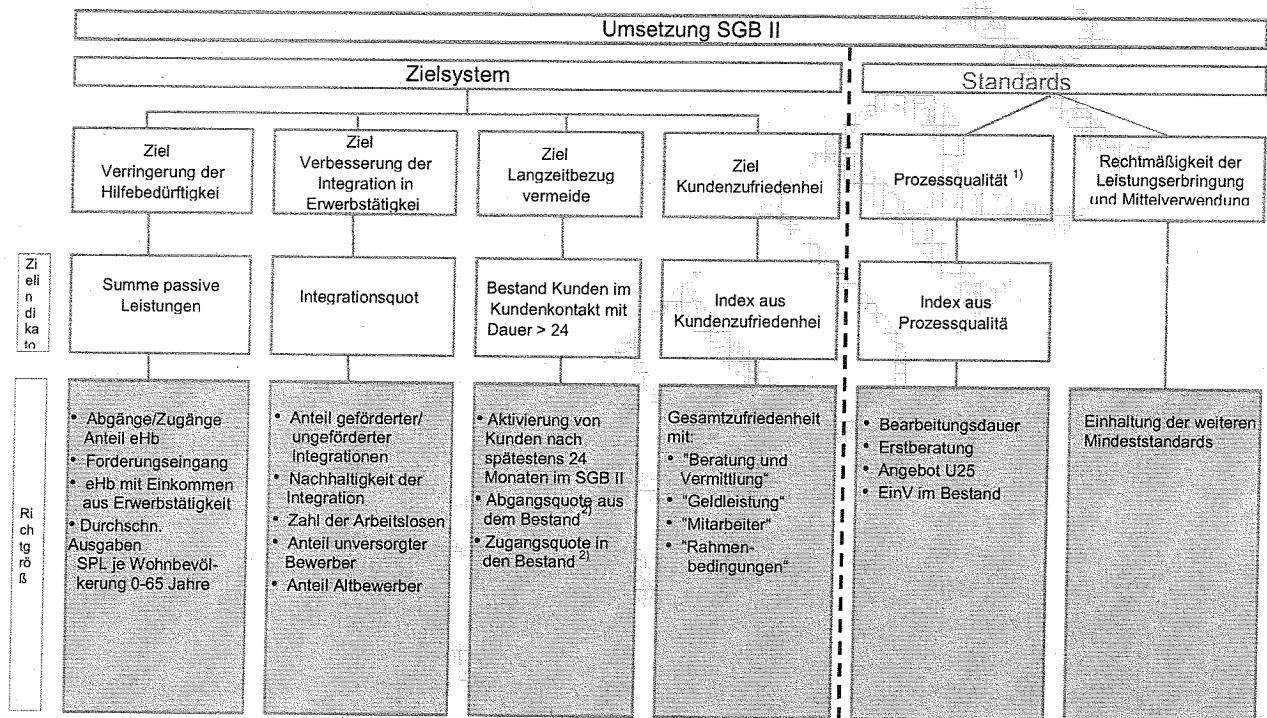 Umsetzung SGB II
Zielsystem
Standards
Ziel
Verringerung der
Hilfebedürftigkei
Ziel
Verbesserung der
Integration in
Erwerbstätigkei
Ziel
Langzeitbezug
vermeide
Ziel
Kundenzufriedenhei
Prozessqualität 1)
Rechtmäßigkeit der
Leistungserbringung
und Mittelverwendung
Zi
eli
n
di
ka
to
Summe passive
Leistungen
Integrationsquot
Bestand Kunden im
Kundenkontakt mit
Dauer > 24
Index aus
Kundenzufriedenhei
Index aus
Prozessqualitä
Ri
ch
tg
rö
ß
• Abgänge/Zugänge
Anteil eHb
• Forderungseingang
• eHb mit Einkommen
aus Erwerbstätigkeit
• Durchschn.
Ausgaben
SPL je Wohnbevöl-
kerung 0-65 Jahre
• Anteil geförderter/
ungeförderter
Integrationen
• Nachhaltigkeit der
Integration
• Zahl der Arbeitslosen
• Anteil unversorgter
Bewerber
• Anteil Altbewerber
• Aktivierung von
Kunden nach
spätestens 24
Monaten im SGB II
• Abgangsquote aus
dem Bestand 2)
• Zugangsquote in
den Bestand 2)
Gesamtzufriedenheit
mit:
• "Beratung und
Vermittlung"
• "Geldleistung"
• "Mitarbeiter"
• "Rahmen-
bedingungen"
• Bearbeitungsdauer
• Erstberatung
• Angebot U25
• EinV im Bestand
Einhaltung der weiteren
Mindeststandards